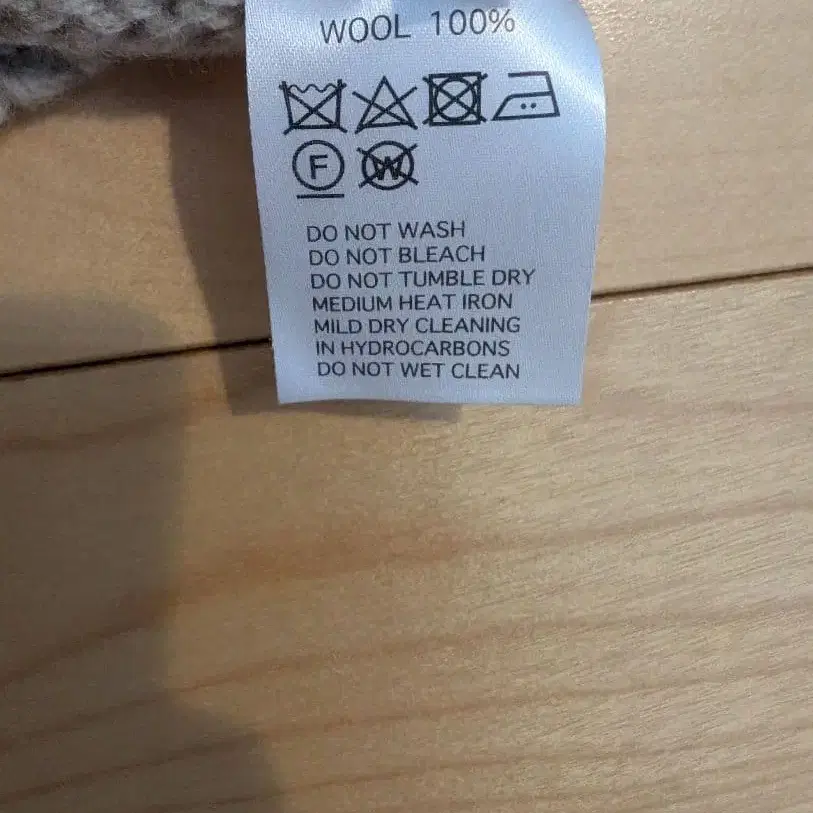 WOOL 100%
F W
DO NOT WASH
DO NOT BLEACH
DO NOT TUMBLE DRY
MEDIUM HEAT IRON
MILD DRY CLEANING
IN HYDROCARBONS
DO NOT WET CLEAN